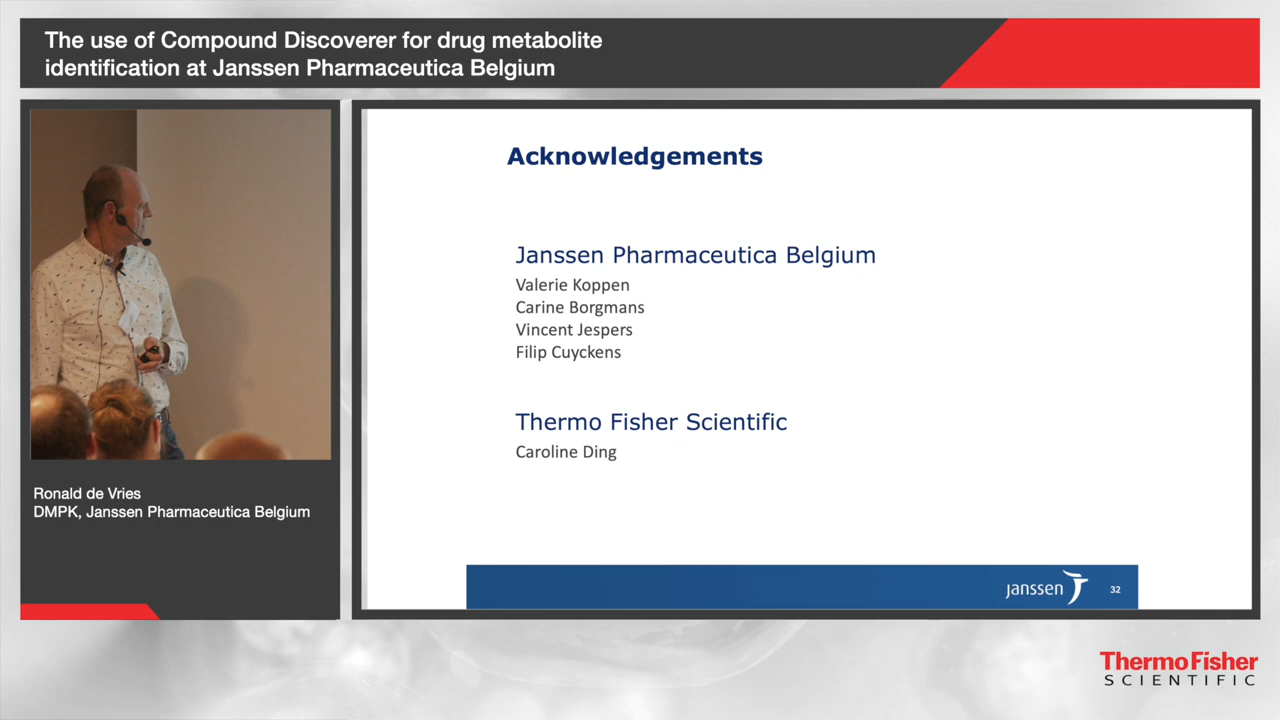 The use of Compound Discoverer for drug metabolite
identification at Janssen Pharmaceutica Belgium
Ronald de Vries
DMPK, Janssen Pharmaceutica Belgium
Acknowledgements
Janssen Pharmaceutica Belgium
Valerie Koppen
Carine Borgmans
Vincent Jespers
Filip Cuyckens
Thermo Fisher Scientific
Caroline Ding
janssen
32
ThermoFisher
SCIENTIFIC